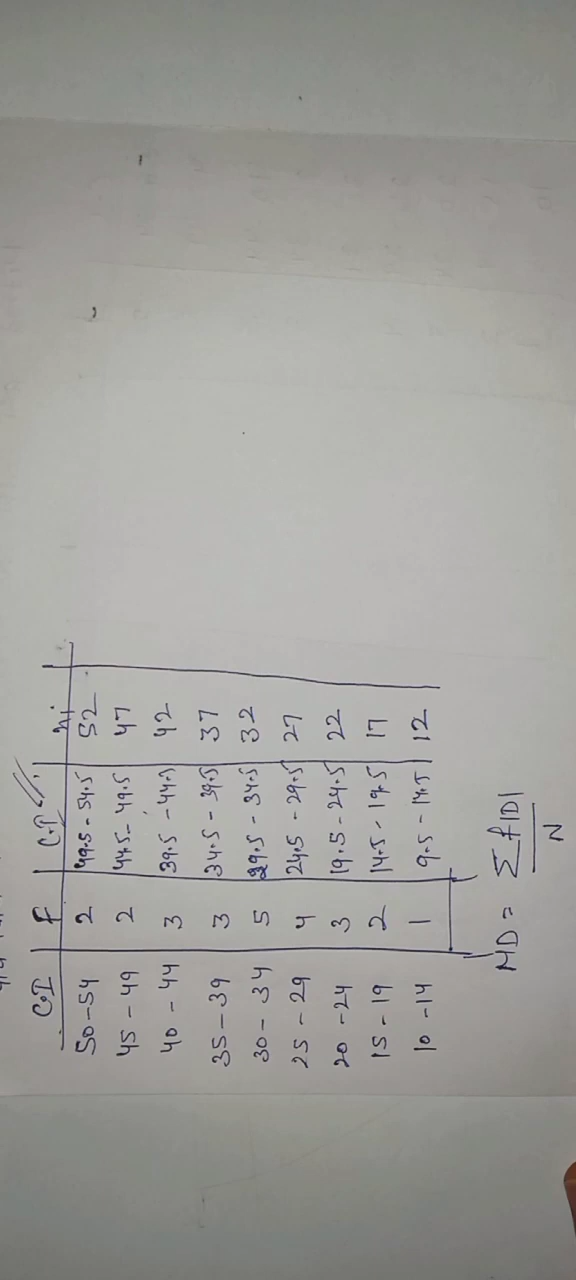 C.I F C.I xi
50-54 2 49.5 - 54.5 52
45 - 49 2 44.5 - 49.5 47
40 - 44 3 39.5 - 44.5 42
35 - 39 3 34.5 - 39.5 37
30 - 34 5 29.5 - 34.5 32
25 - 29 4 24.5 - 29.5 27
20 - 24 3 19.5 - 24.5 22
15 - 19 2 14.5 - 19.5 17
10 - 14 1 9.5 - 14.5 12
MD = Σ f|D| / N